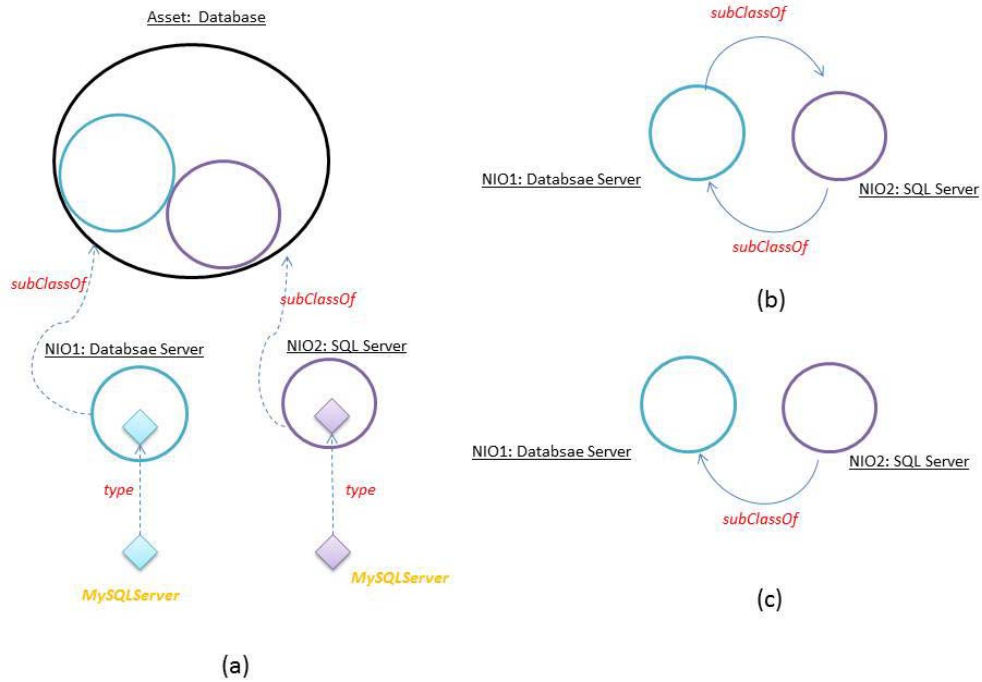 Asset: Database
subClassOf
subClassOf
NIO1: Databsae Server
NIO2: SQL Server
type
type
MySQLServer
MySQLServer
(a)
subClassOf
NIO1: Databsae Server
NIO2: SQL Server
subClassOf
(b)
NIO1: Databsae Server
NIO2: SQL Server
subClassOf
(c)